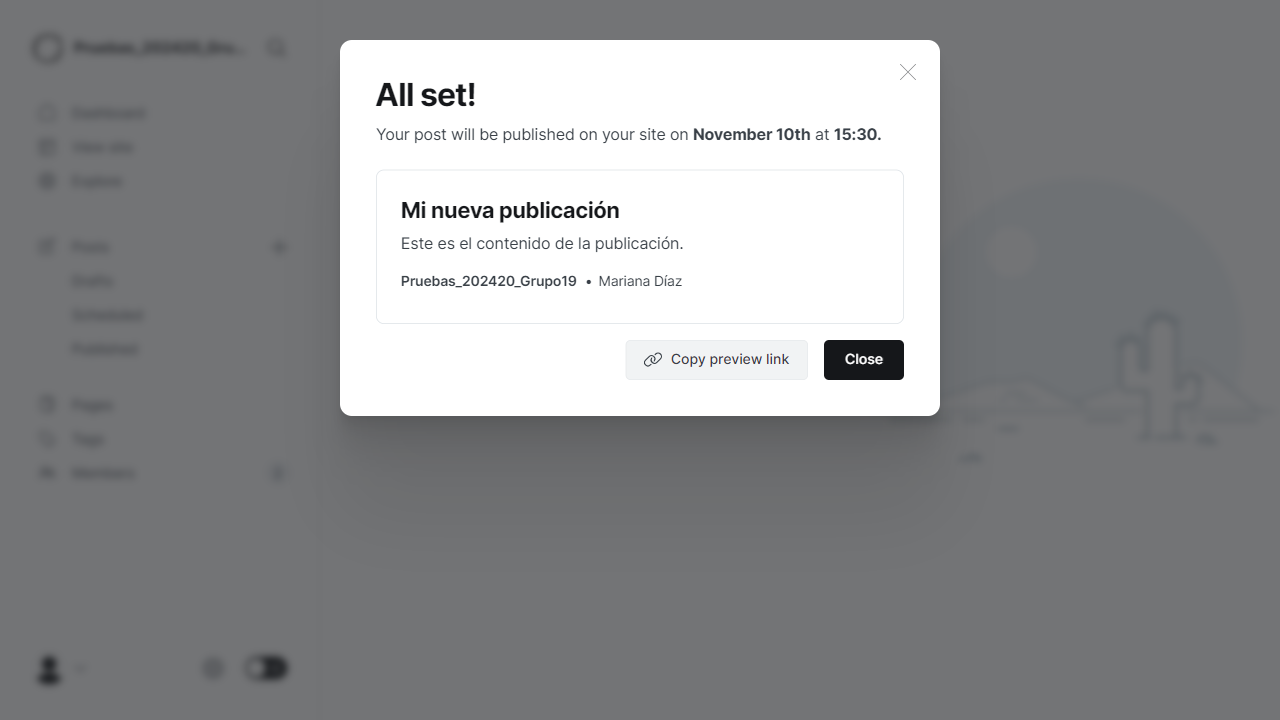 Pruebas_202420_Gru...
Dashboard
View site
Explore
Posts
Drafts
Scheduled
Published
Pages
Tags
Members
All set!
Your post will be published on your site on November 10th at 15:30.
Mi nueva publicación
Este es el contenido de la publicación.
Pruebas_202420_Grupo19 • Mariana Díaz
Copy preview link
Close